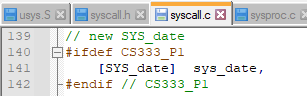 usys.S syscall.h syscall.c sysproc.c
139 // new SYS_date
140 #ifdef CS333_P1
141 [SYS_date] sys_date,
142 #endif // CS333_P1